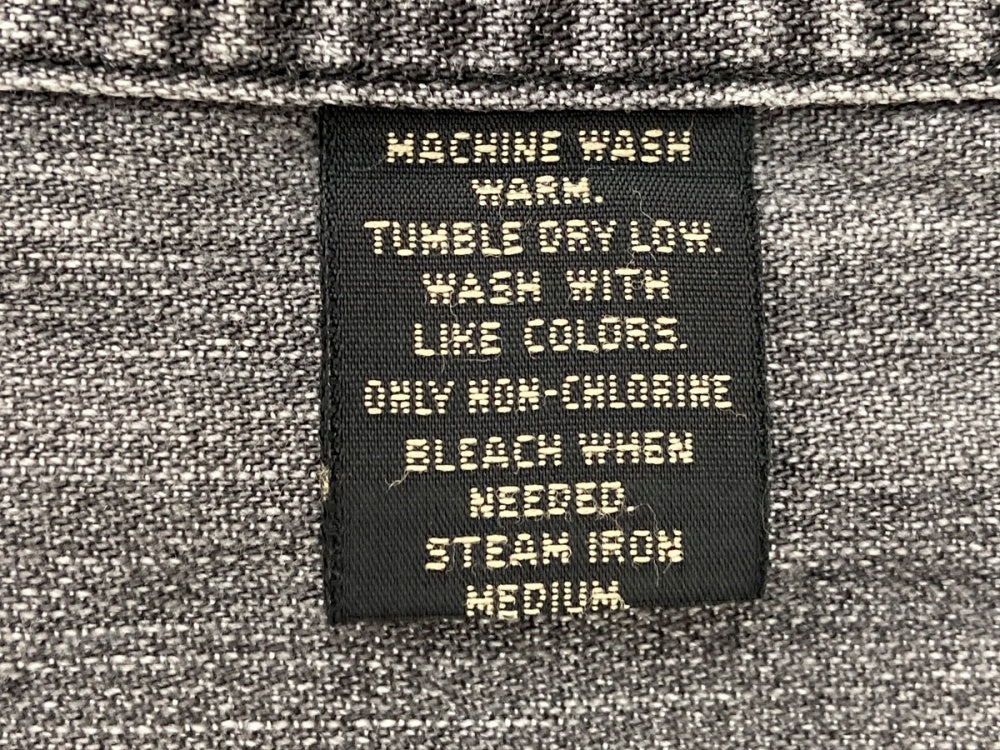 MACHINE WASH
WARM.
TUMBLE DRY LOW.
WASH WITH
LIKE COLORS.
ONLY NON-CHLORINE
BLEACH WHEN
NEEDED.
STEAM IRON
MEDIUM.